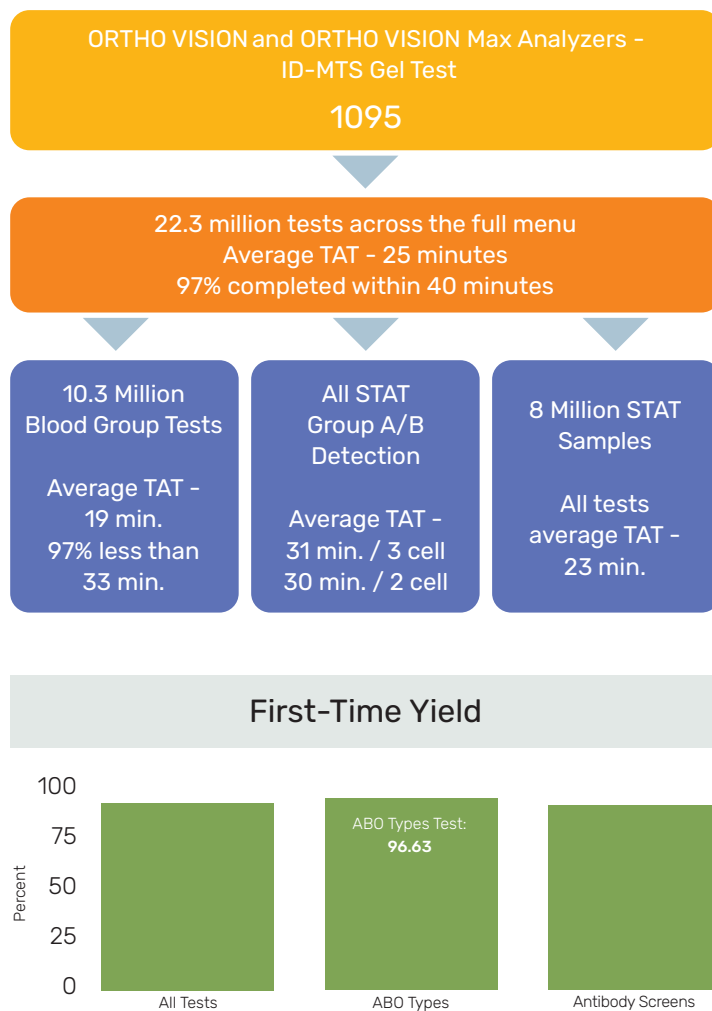 ORTHO VISION and ORTHO VISION Max Analyzers -
ID-MTS Gel Test
1095
22.3 million tests across the full menu
Average TAT - 25 minutes
97% completed within 40 minutes
10.3 Million
Blood Group Tests
Average TAT -
19 min.
97% less than
33 min.
All STAT
Group A/B
Detection
Average TAT -
31 min. / 3 cell
30 min. / 2 cell
8 Million STAT
Samples
All tests
average TAT -
23 min.
First-Time Yield
Percent
100
75
50
25
0
ABO Types Test:
96.63
All Tests
ABO Types
Antibody Screens